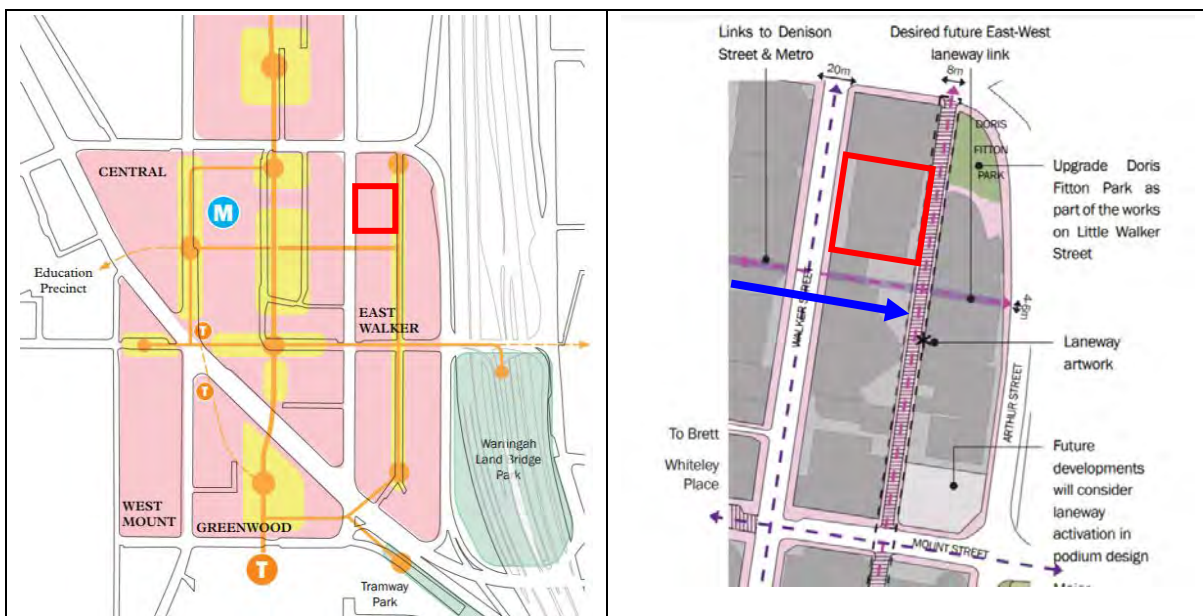 CENTRAL
M
Education
Precinct
EAST
WALKER
T
T
Warringah
Land Bridge
Park
WEST
MOUNT
GREENWOOD
T
Tramway
Park
Links to Denison
Street & Metro
Desired future East-West
laneway link
20m
8m
DORIS
FITTON
PARK
Upgrade Doris
Fitton Park as
part of the works
on Little Walker
Street
WALKER STREET
4-6m
Laneway
artwork
ARTHUR STREET
To Brett
Whiteley
Place
Future
developments
will consider
laneway
activation in
podium design
MOUNT STREET